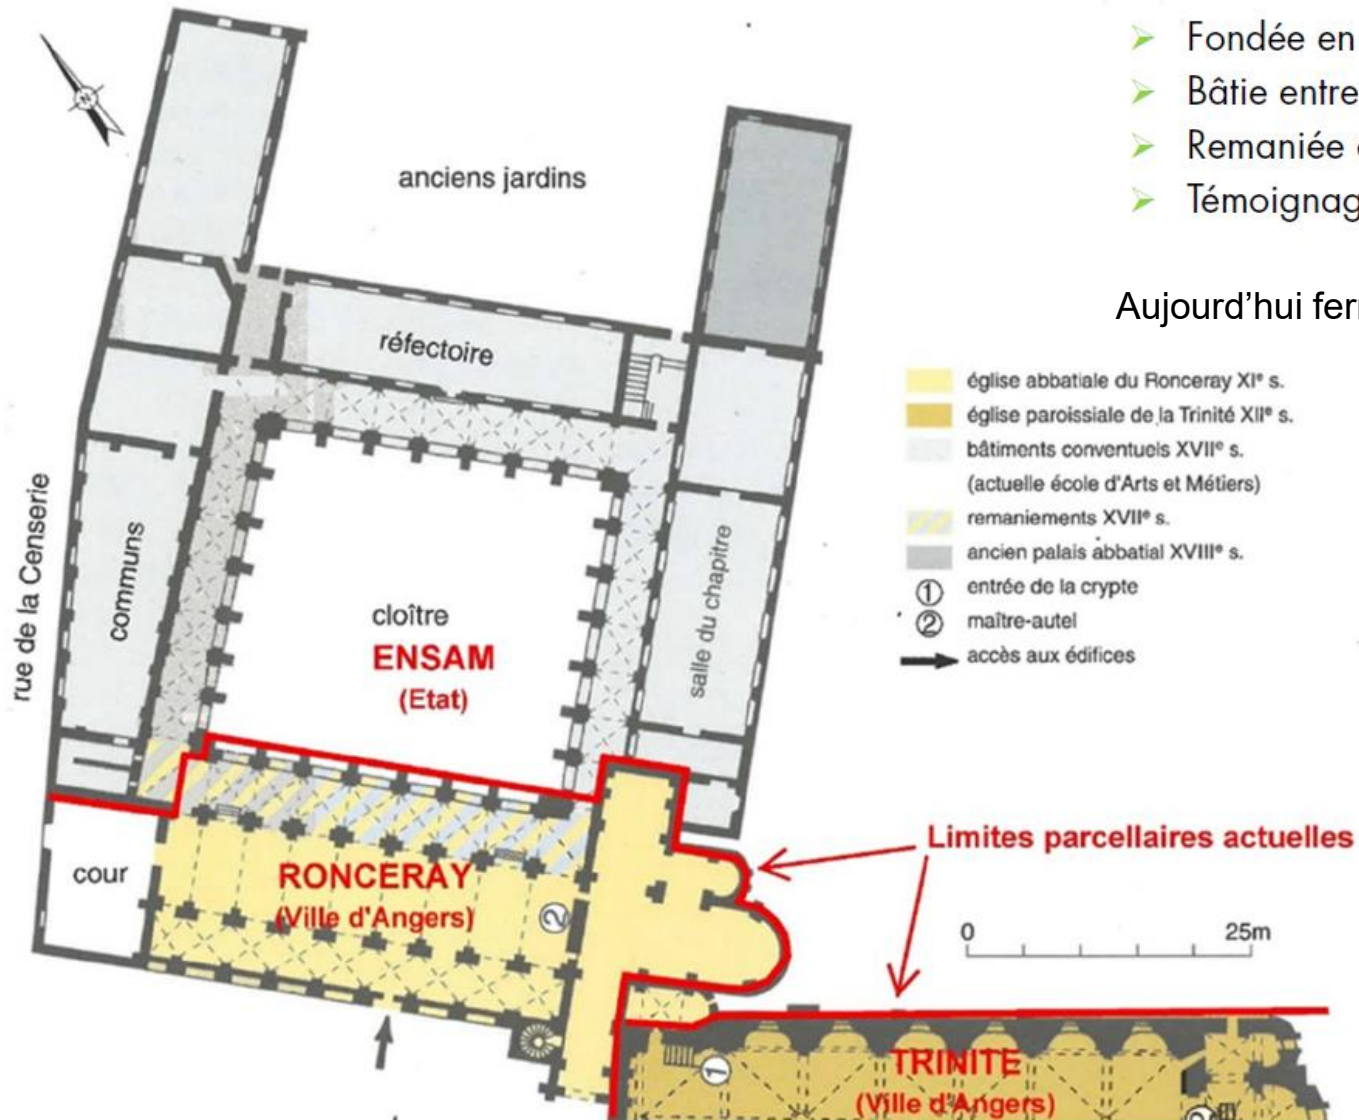 Fondée en
Bâtie entre
Remaniée
Témoignag
Aujourd'hui fer
anciens jardins
réfectoire
rue de la Censerie
communs
cloître
ENSAM
(Etat)
salle du chapitre
église abbatiale du Ronceray XIe s.
église paroissiale de la Trinité XIIe s.
bâtiments conventuels XVIIe s.
(actuelle école d'Arts et Métiers)
remaniements XVIIe s.
ancien palais abbatial XVIIIe s.
1 entrée de la crypte
2 maître-autel
accès aux édifices
Limites parcellaires actuelles
cour
RONCERAY
(Ville d'Angers)
2
0 25m
N
1
TRINITE
(Ville d'Angers)
2